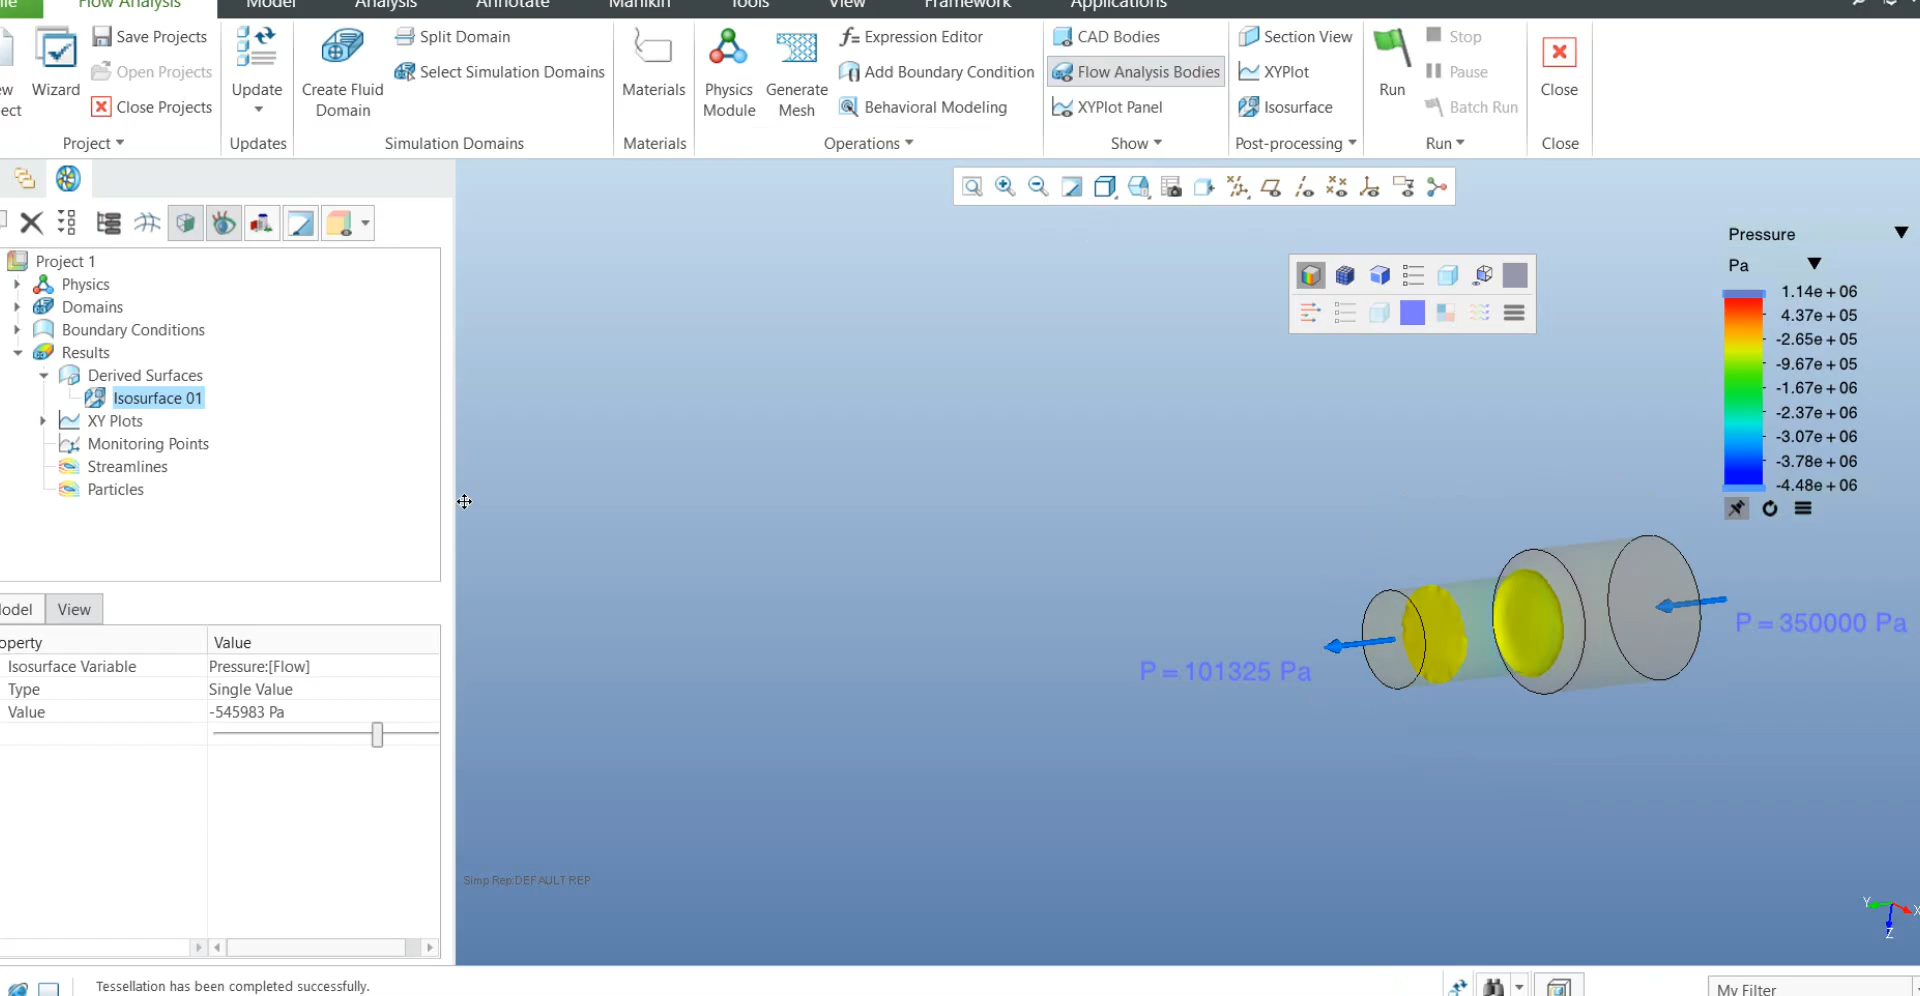 Flow Analysis Model Analysis Annotate Manikin Tools View Framework Applications
Save Projects
Open Projects
Close Projects
Wizard
Project
Update
Updates
Create Fluid
Domain
Split Domain
Select Simulation Domains
Simulation Domains
Materials
Materials
Physics
Module
Generate
Mesh
Expression Editor
Add Boundary Condition
Behavioral Modeling
Operations
CAD Bodies
Flow Analysis Bodies
XYPlot Panel
Show
Section View
XYPlot
Isosurface
Post-processing
Run
Stop
Pause
Batch Run
Run
Close
Close
Project 1
Physics
Domains
Boundary Conditions
Results
Derived Surfaces
Isosurface 01
XY Plots
Monitoring Points
Streamlines
Particles
odel View
operty Value
Isosurface Variable Pressure:[Flow]
Type Single Value
Value -545983 Pa
Pressure
Pa
1.14e+06
4.37e+05
-2.65e+05
-9.67e+05
-1.67e+06
-2.37e+06
-3.07e+06
-3.78e+06
-4.48e+06
P = 350000 Pa
P = 101325 Pa
Simp Rep:DEFAULT REP
Y
X
Z
Tessellation has been completed successfully.
My Filter